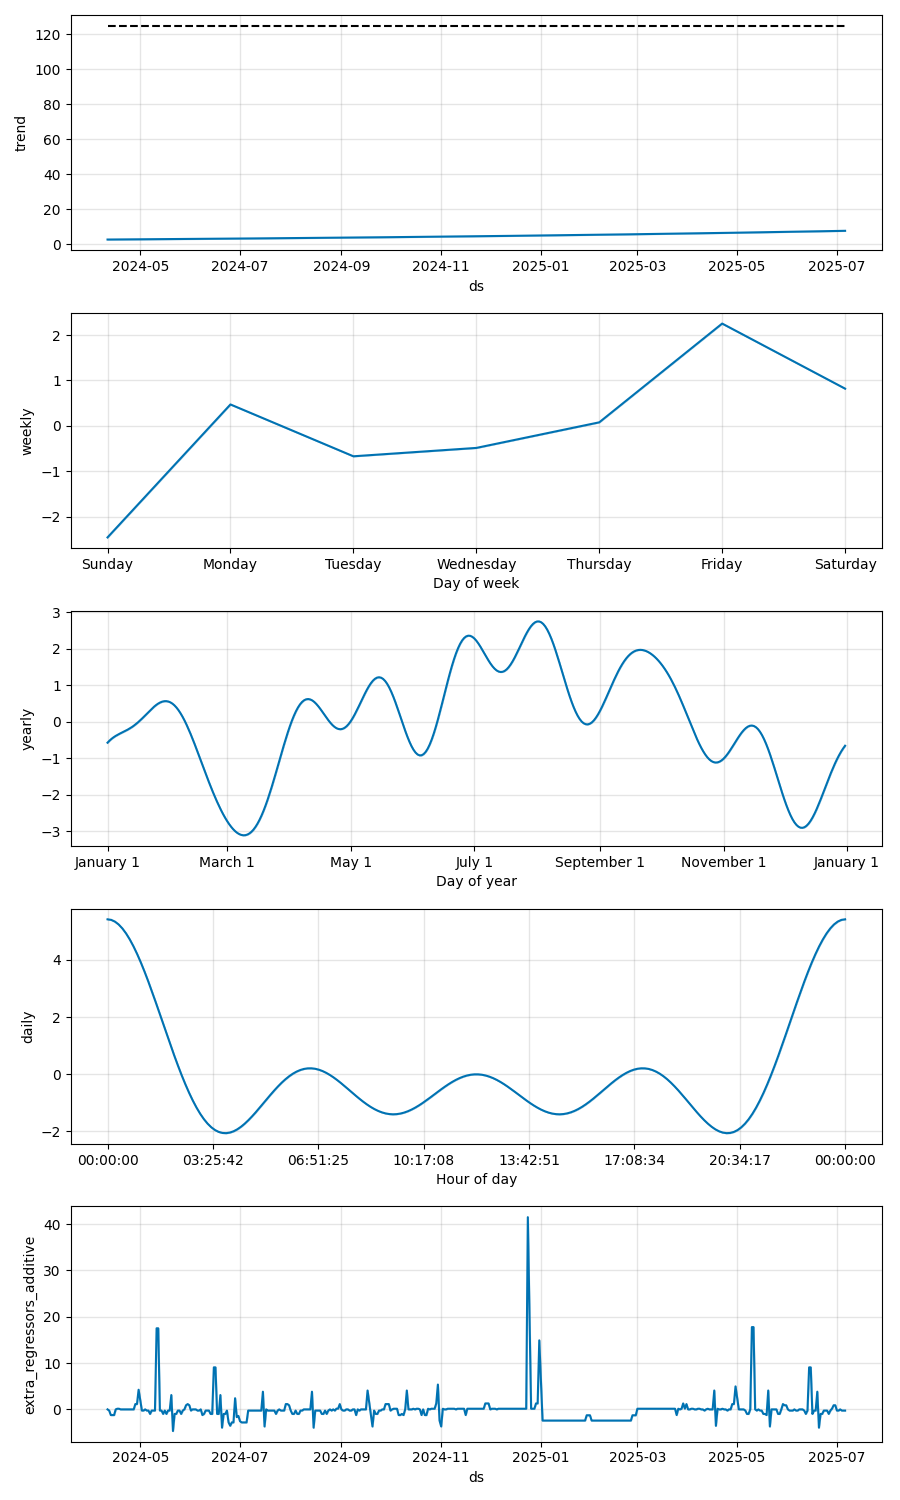 120
100
80
60
40
20
0
trend
2024-05 2024-07 2024-09 2024-11 2025-01 2025-03 2025-05 2025-07
ds
2
1
0
−1
−2
weekly
Sunday Monday Tuesday Wednesday Thursday Friday Saturday
Day of week
3
2
1
0
−1
−2
−3
yearly
January 1 March 1 May 1 July 1 September 1 November 1 January 1
Day of year
4
2
0
−2
daily
00:00:00 03:25:42 06:51:25 10:17:08 13:42:51 17:08:34 20:34:17 00:00:00
Hour of day
40
30
20
10
0
extra_regressors_additive
2024-05 2024-07 2024-09 2024-11 2025-01 2025-03 2025-05 2025-07
ds